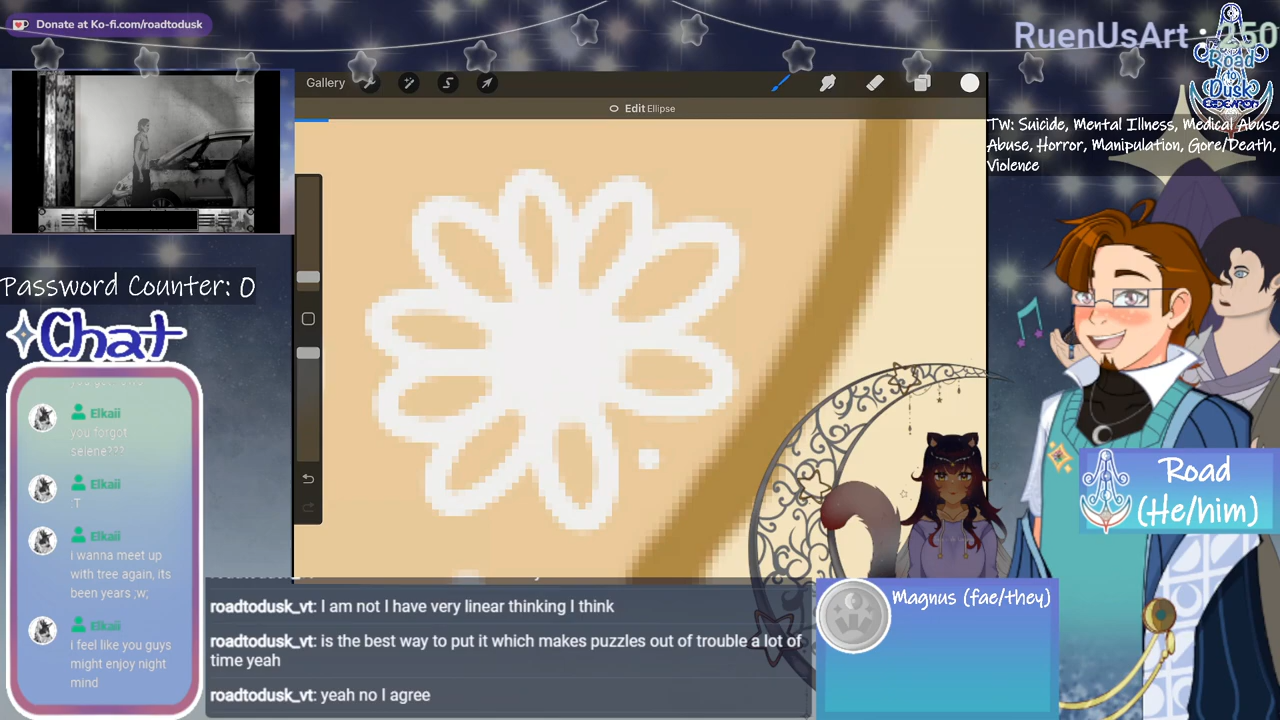 Donate at Ko-fi.com/roadtodusk
RuenUsArt : 250
Road
to
Dusk
Gallery
Edit Ellipse
TW: Suicide, Mental Illness, Medical Abuse
Abuse, Horror, Manipulation, Gore/Death,
Violence
Password Counter: 0
Chat
Elkaii
you forgot
selene???
Elkaii
T
Elkaii
i wanna meet up
with tree again, its
been years ;w;
Elkaii
i feel like you guys
might enjoy night
mind
roadtodusk_vt: I am not I have very linear thinking I think
roadtodusk_vt: is the best way to put it which makes puzzles out of trouble a lot of
time yeah
roadtodusk_vt: yeah no I agree
Road
(He/him)
Magnus (fae/they)